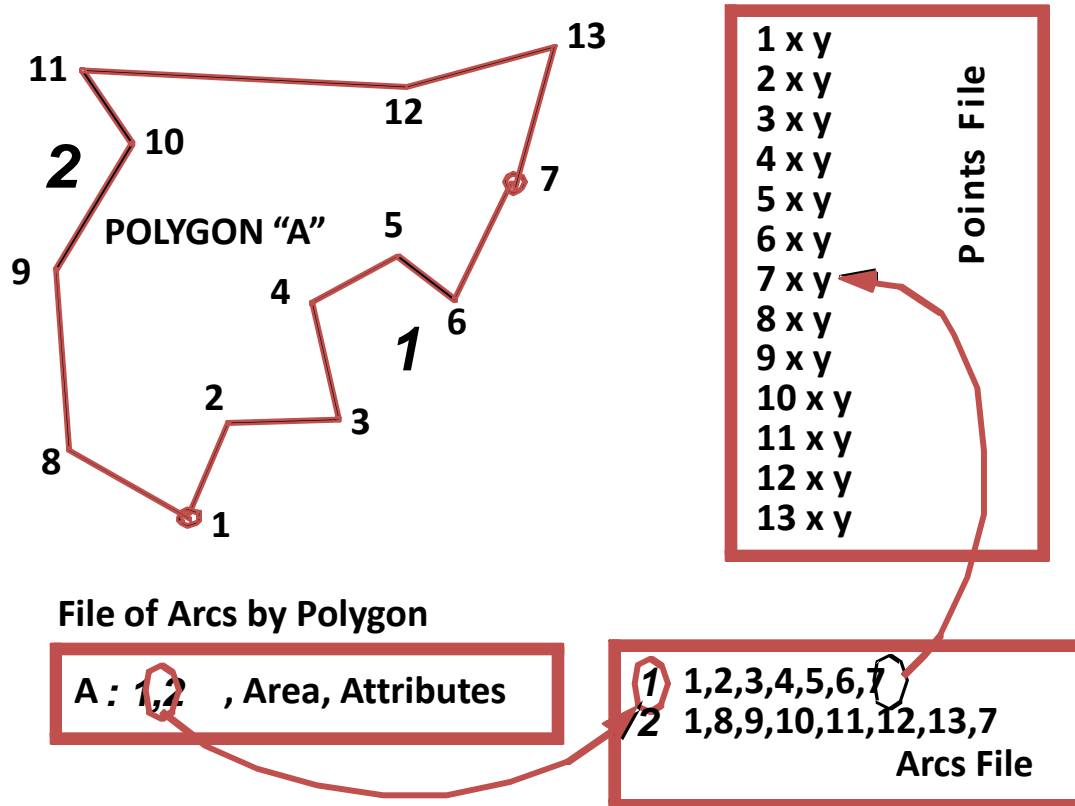 13
11
12
10
2
7
POLYGON “A”
5
9
4
6
1
2
3
8
1
1 x y
2 x y
3 x y
4 x y
5 x y
6 x y
7 x y
8 x y
9 x y
10 x y
11 x y
12 x y
13 x y
Points File
File of Arcs by Polygon
A : 1,2 , Area, Attributes
1 1,2,3,4,5,6,7
2 1,8,9,10,11,12,13,7
Arcs File